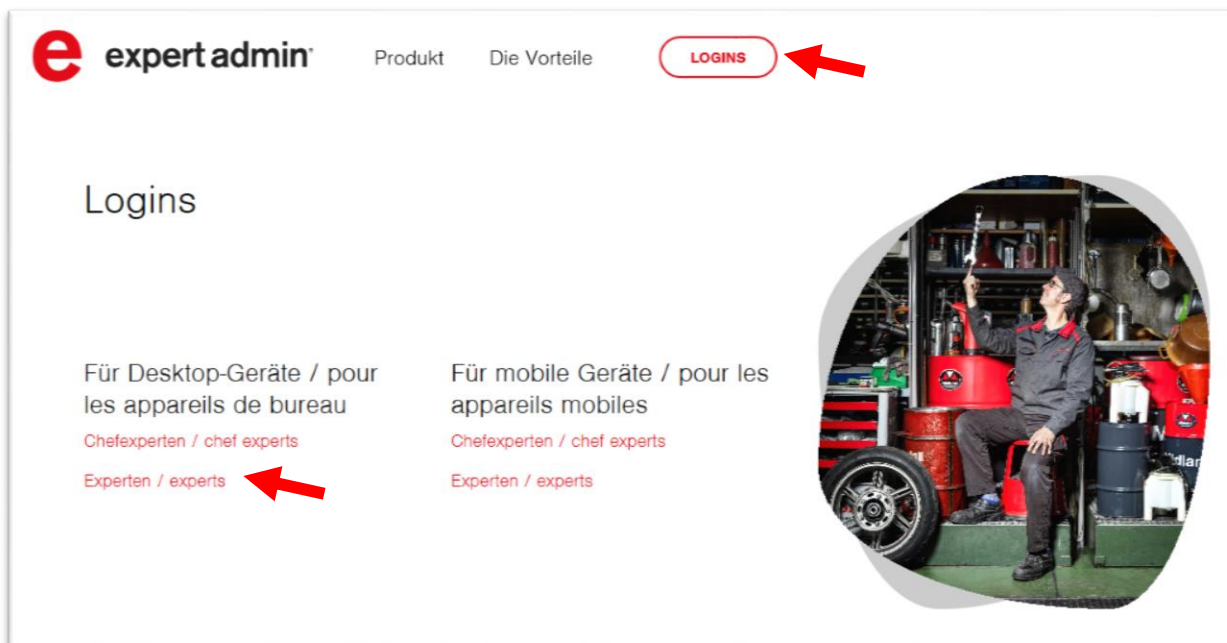 e expert admin
Produkt
Die Vorteile
LOGINS
Logins
Für Desktop-Geräte / pour
les appareils de bureau
Chefexperten / chef experts
Experten / experts
Für mobile Geräte / pour les
appareils mobiles
Chefexperten / chef experts
Experten / experts